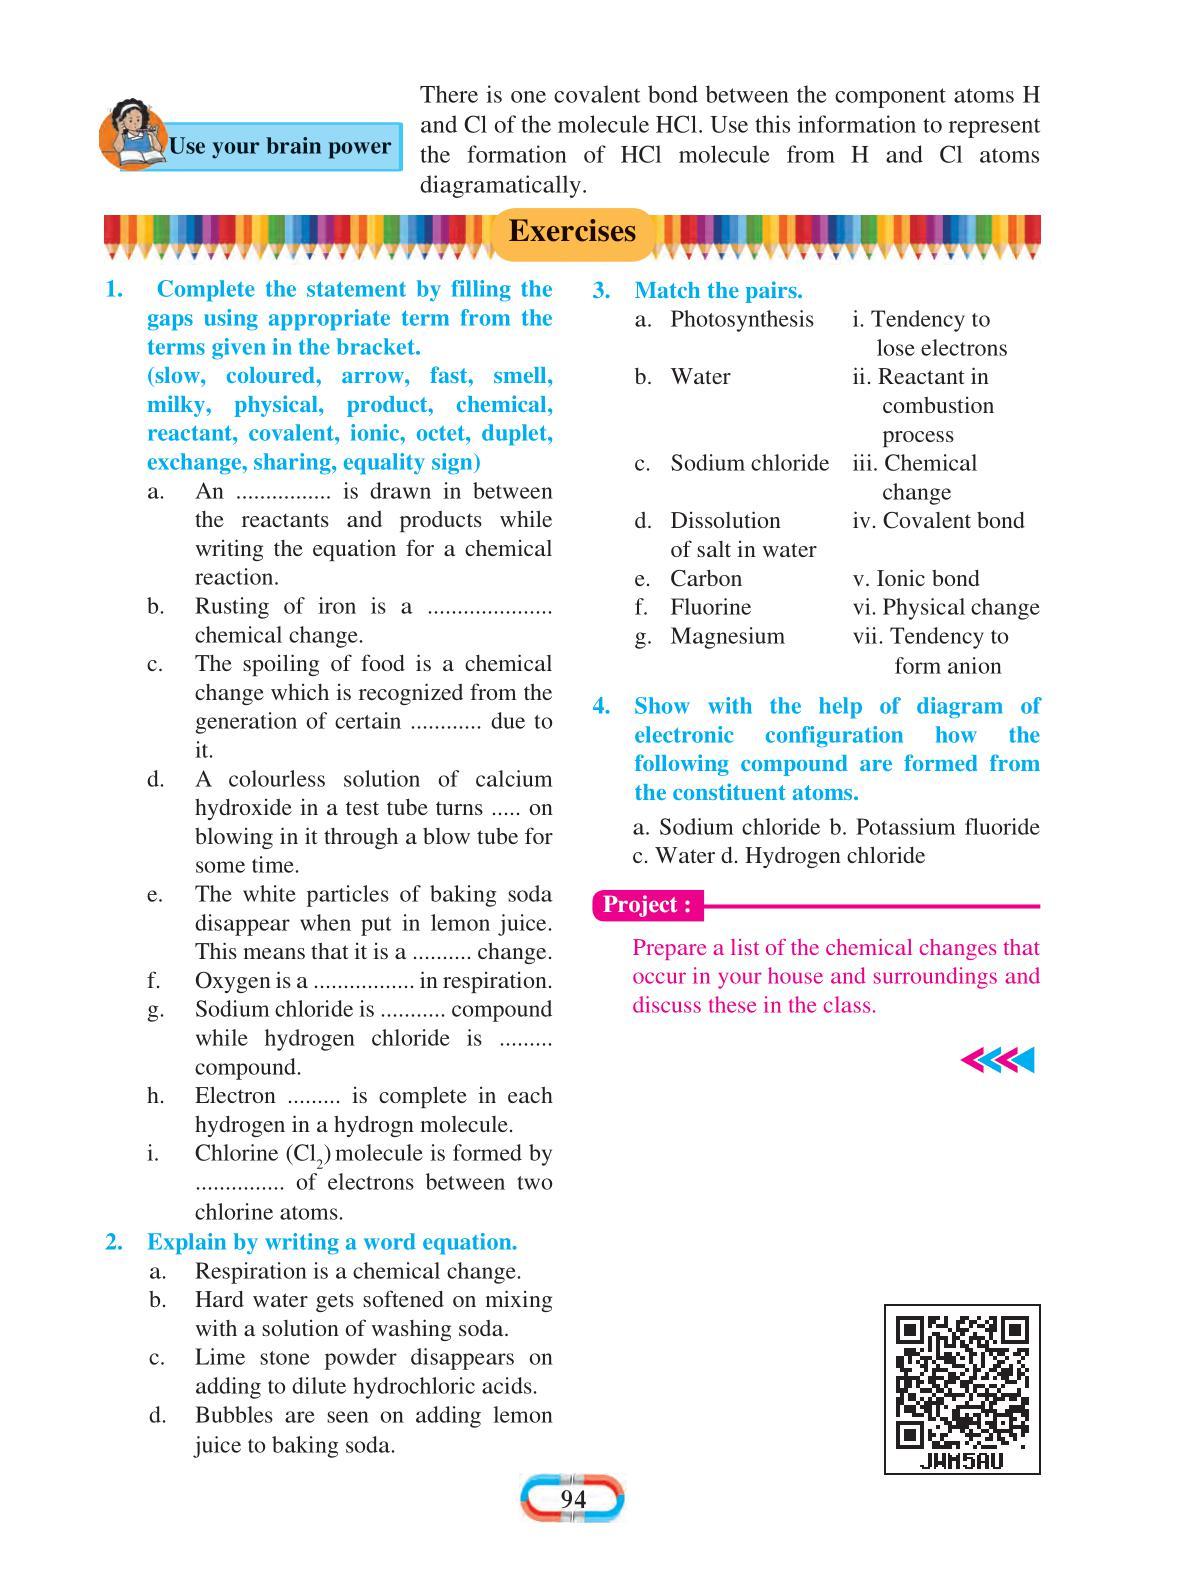 There is one covalent bond between the component atoms H
and Cl of the molecule HCl. Use this information to represent
the formation of HCl molecule from H and Cl atoms
diagramatically.
Use your brain power
Exercises
1. Complete the statement by filling the
gaps using appropriate term from the
terms given in the bracket.
(slow, coloured, arrow, fast, smell,
milky, physical, product, chemical,
reactant, covalent, ionic, octet, duplet,
exchange, sharing, equality sign)
a. An ................ is drawn in between
the reactants and products while
writing the equation for a chemical
reaction.
b. Rusting of iron is a .....................
chemical change.
c. The spoiling of food is a chemical
change which is recognized from the
generation of certain ............ due to
it.
d. A colourless solution of calcium
hydroxide in a test tube turns ..... on
blowing in it through a blow tube for
some time.
e. The white particles of baking soda
disappear when put in lemon juice.
This means that it is a .......... change.
f. Oxygen is a ................. in respiration.
g. Sodium chloride is ........... compound
while hydrogen chloride is .........
compound.
h. Electron ......... is complete in each
hydrogen in a hydrogn molecule.
i. Chlorine (Cl₂) molecule is formed by
............... of electrons between two
chlorine atoms.
2. Explain by writing a word equation.
a. Respiration is a chemical change.
b. Hard water gets softened on mixing
with a solution of washing soda.
c. Lime stone powder disappears on
adding to dilute hydrochloric acids.
d. Bubbles are seen on adding lemon
juice to baking soda.
3. Match the pairs.
a. Photosynthesis i. Tendency to
lose electrons
b. Water ii. Reactant in
combustion
process
c. Sodium chloride iii. Chemical
change
d. Dissolution iv. Covalent bond
of salt in water
e. Carbon v. Ionic bond
f. Fluorine vi. Physical change
g. Magnesium vii. Tendency to
form anion
4. Show with the help of diagram of
electronic configuration how the
following compound are formed from
the constituent atoms.
a. Sodium chloride b. Potassium fluoride
c. Water d. Hydrogen chloride
Project :
Prepare a list of the chemical changes that
occur in your house and surroundings and
discuss these in the class.
JWM5AU
94